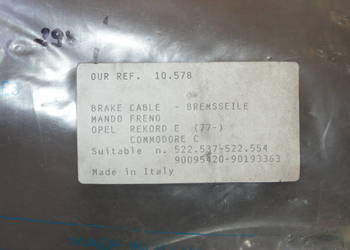 OUR REF. 10.578
BRAKE CABLE - BREMSSEILE
MANDO FRENO
OPEL REKORD E (77-)
COMMODORE C
Suitable n. 522.537-522.554
90095420-90193363
Made in Italy